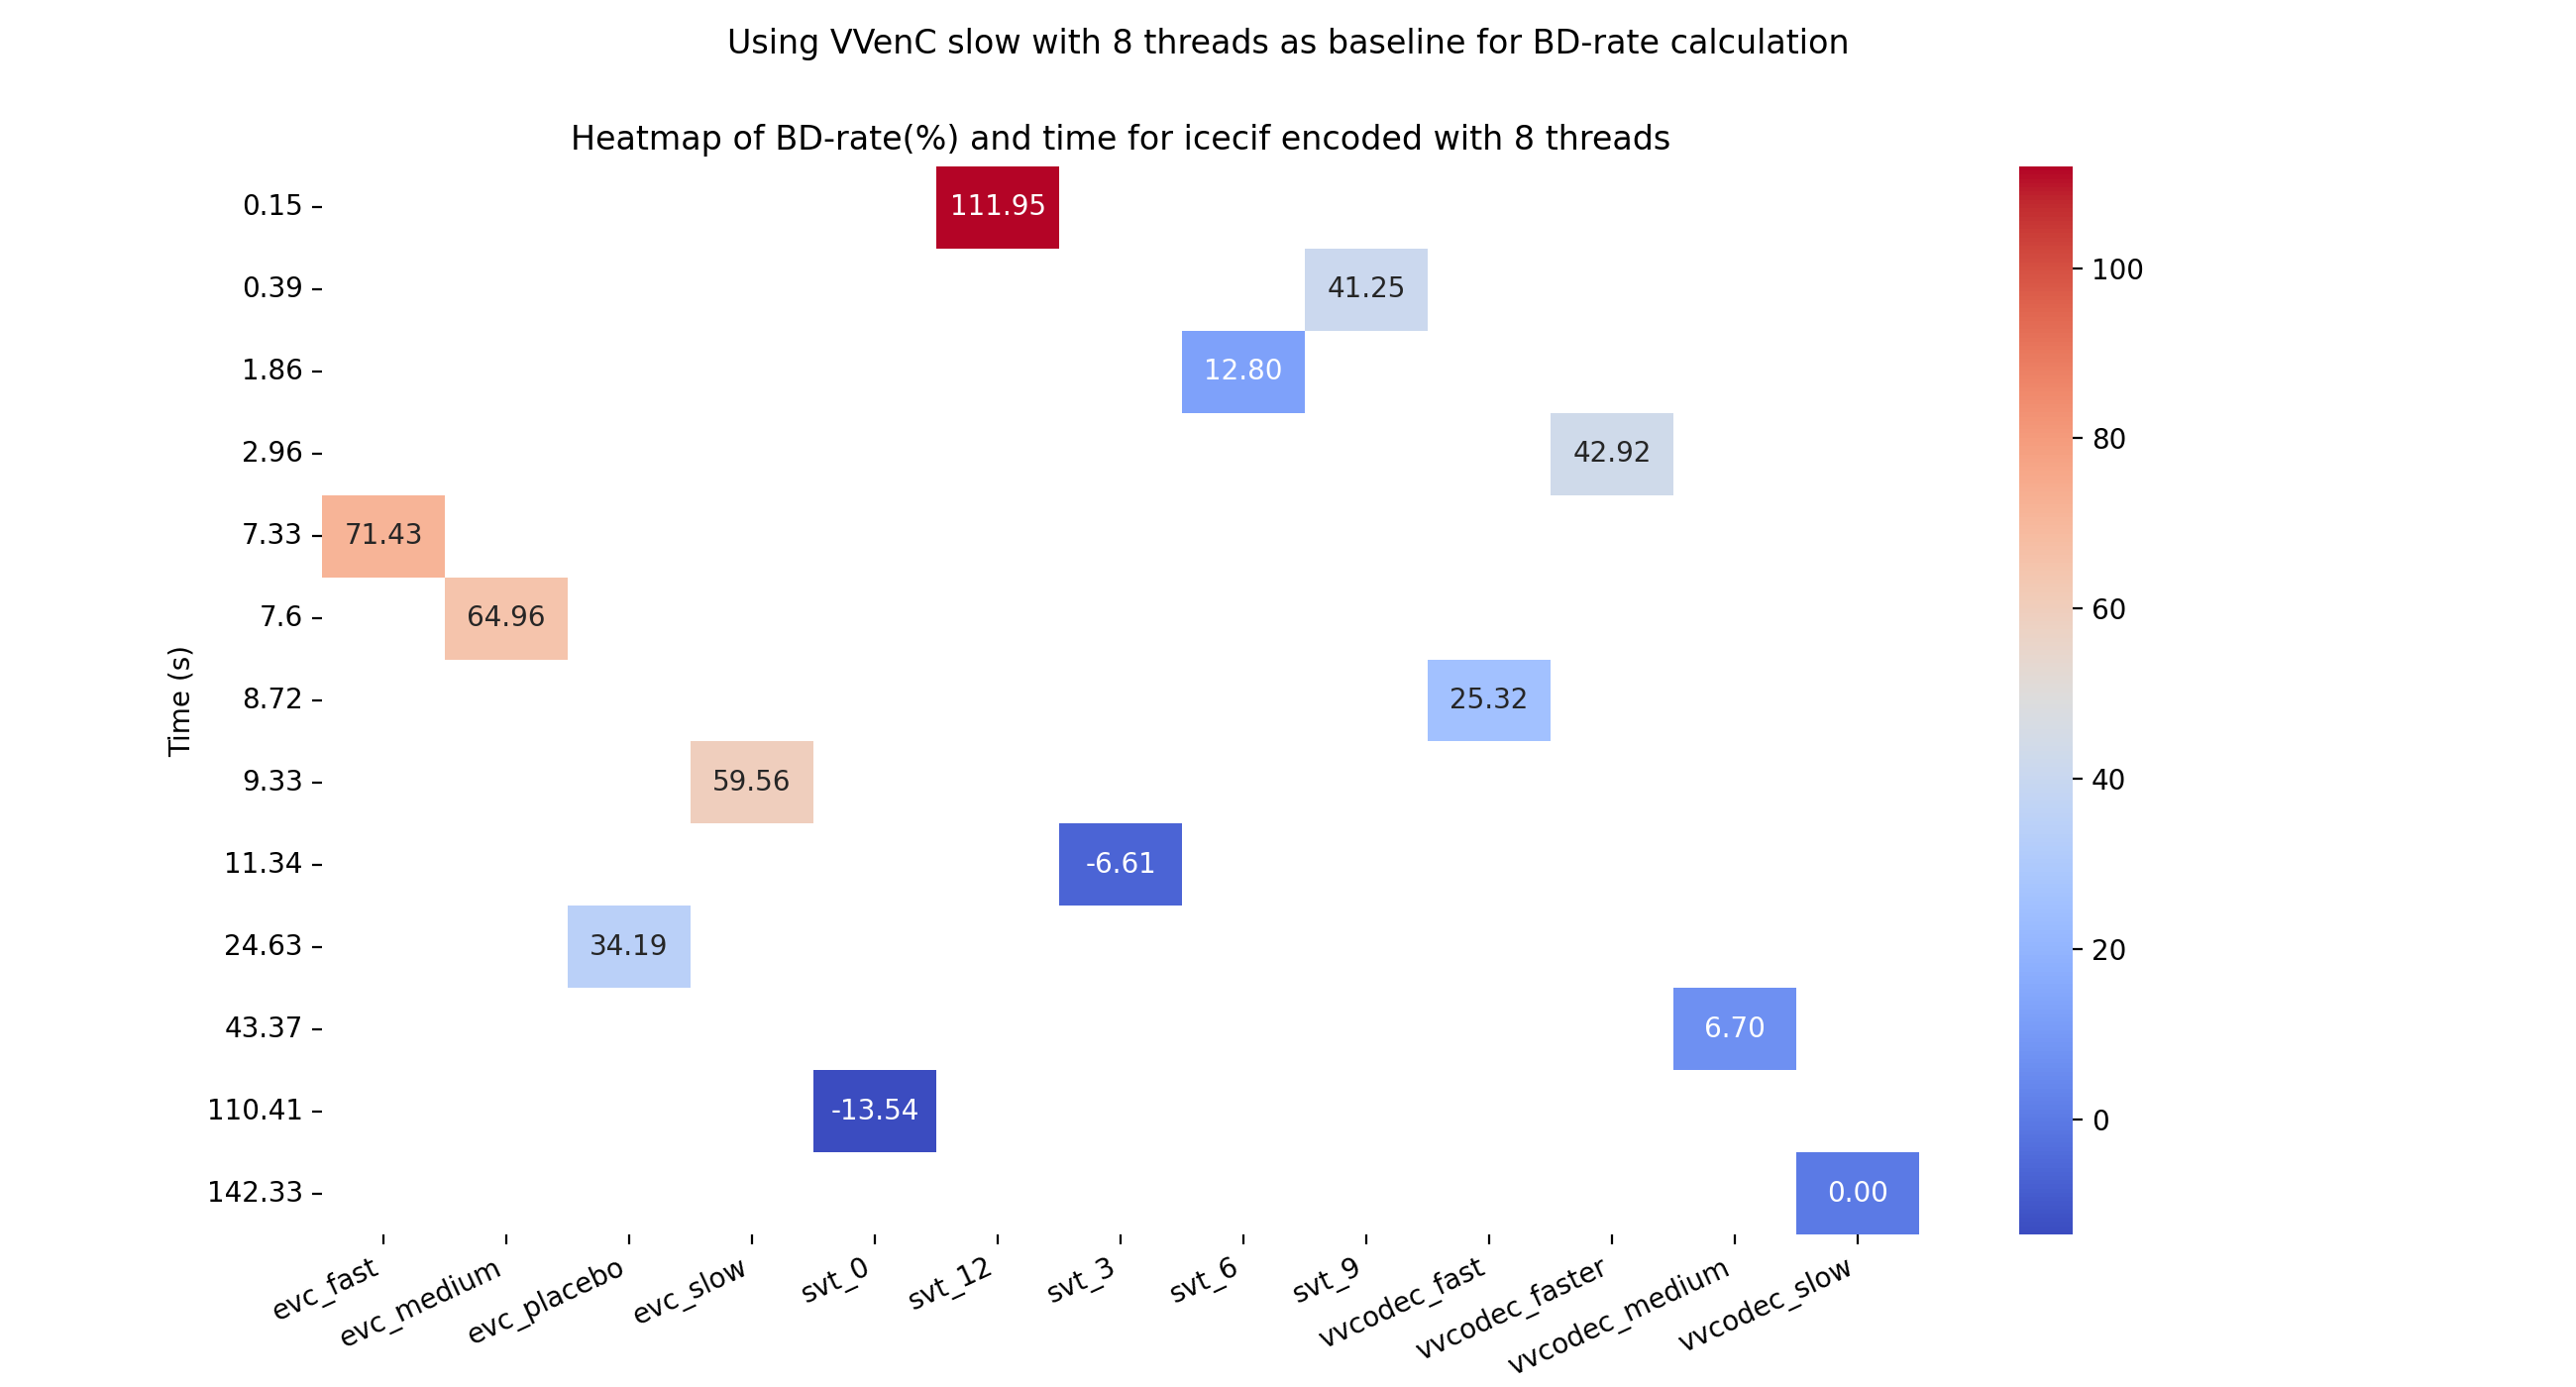 Using VVenC slow with 8 threads as baseline for BD-rate calculation
Heatmap of BD-rate(%) and time for icecif encoded with 8 threads
Time (s)
0.15
111.95
0.39
41.25
1.86
12.80
2.96
42.92
7.33
71.43
7.6
64.96
8.72
25.32
9.33
59.56
11.34
-6.61
24.63
34.19
43.37
6.70
110.41
-13.54
142.33
0.00
evc_fast
evc_medium
evc_placebo
evc_slow
svt_0
svt_12
svt_3
svt_6
svt_9
vvcodec_fast
vvcodec_faster
vvcodec_medium
vvcodec_slow
100
80
60
40
20
0